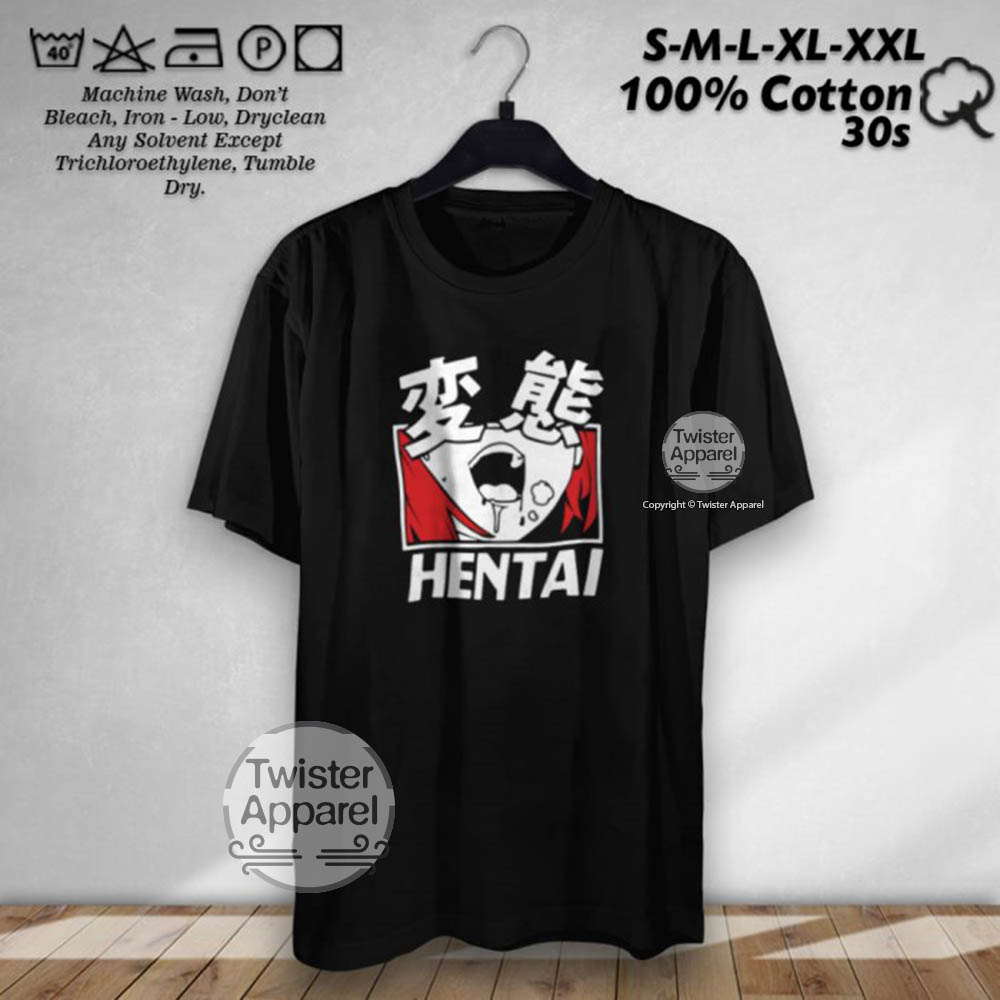 40
P
Machine Wash, Don't
Bleach, Iron - Low, Dryclean
Any Solvent Except
Trichloroethylene, Tumble
Dry.
S-M-L-XL-XXL
100% Cotton
30s
変態
HENTAI
Twister
Apparel
Copyright © Twister Apparel
Twister
Apparel